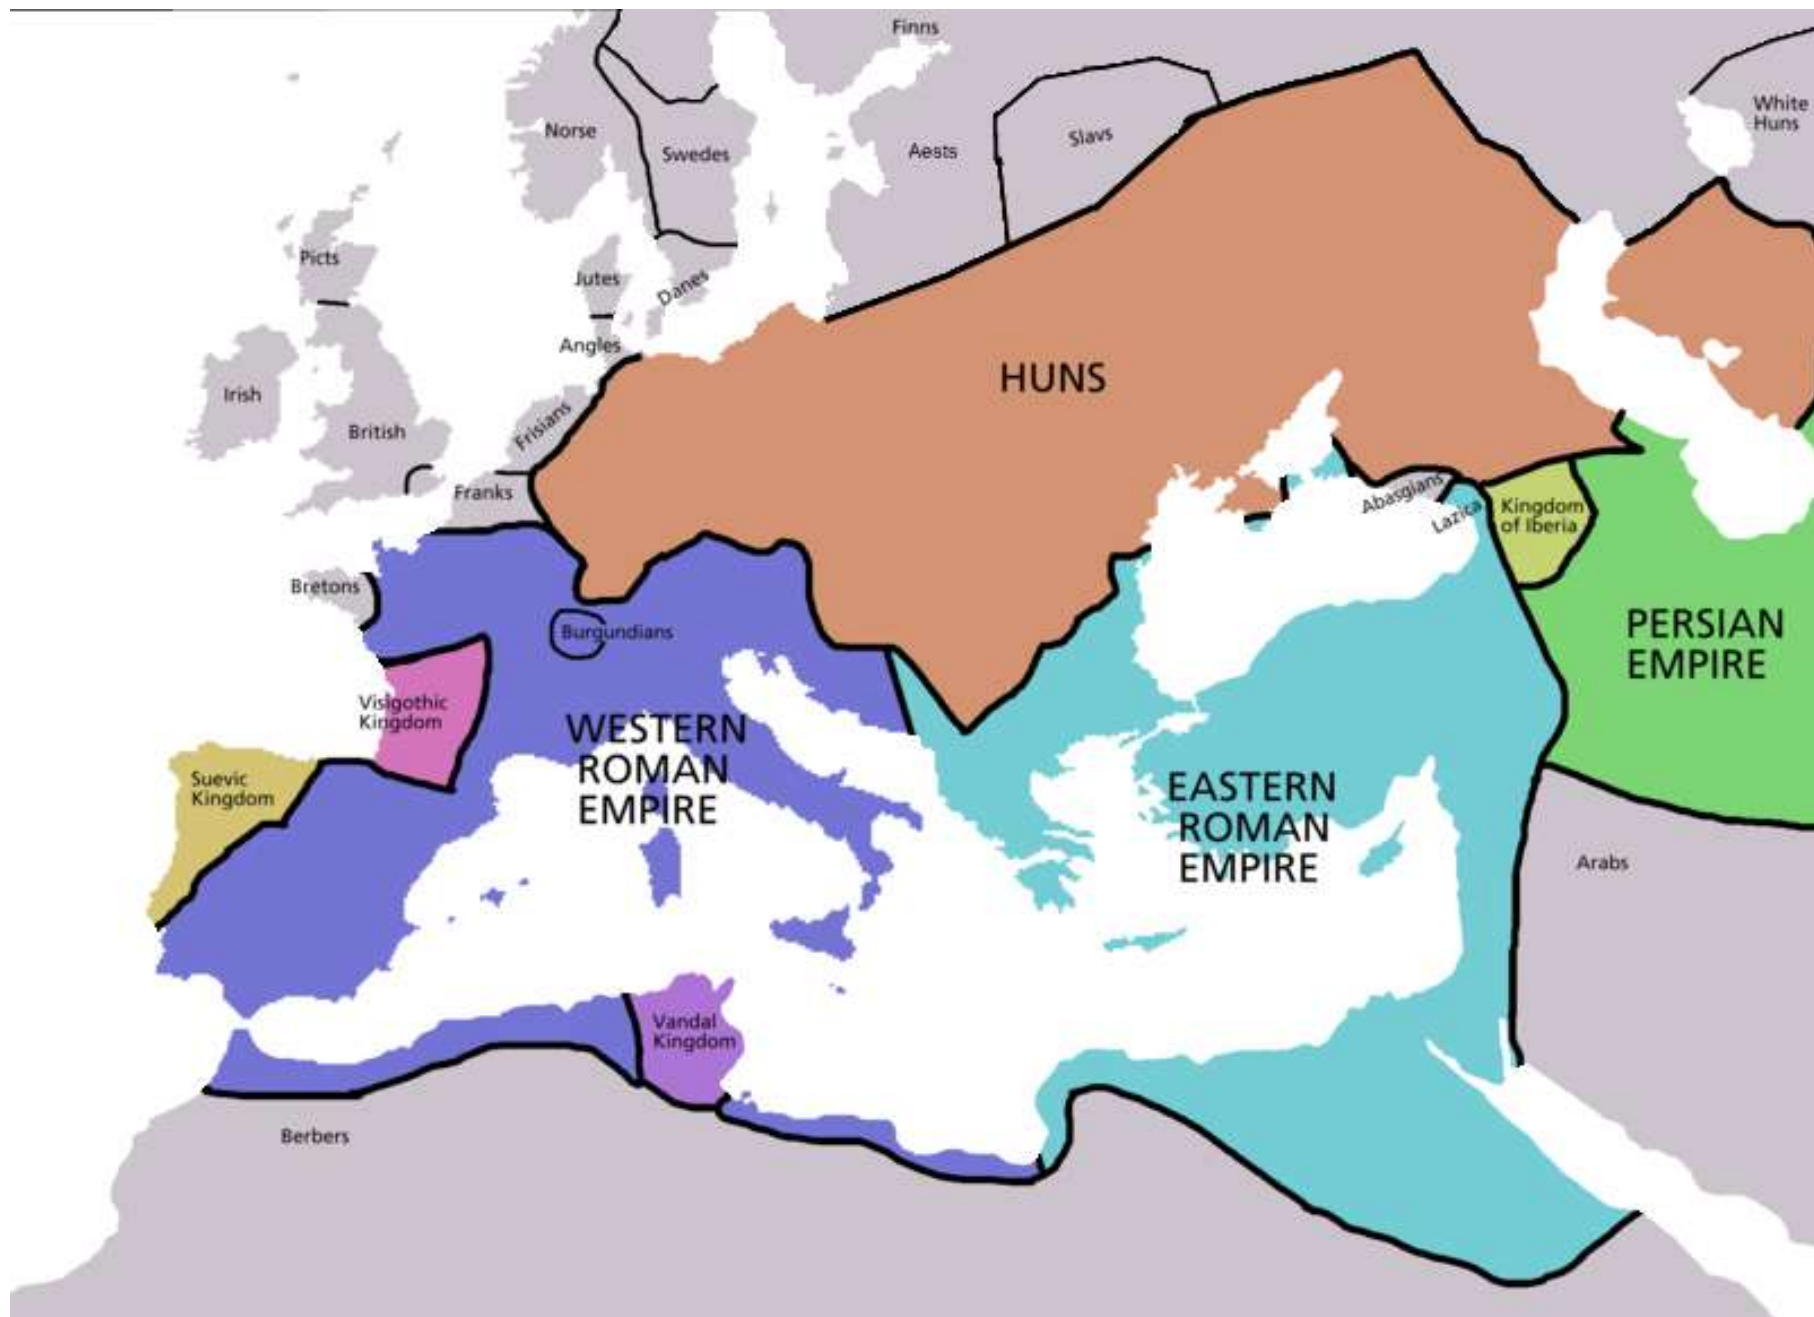 Finns
White
Huns
Norse
Swedes
Aests
Slavs
Picts
Jutes
Danes
Angles
Irish
British
Frisians
HUNS
Franks
Abasgians
Lazica
Kingdom
of Iberia
Bretons
Burgundians
PERSIAN
EMPIRE
Visigothic
Kingdom
WESTERN
ROMAN
EMPIRE
Suevic
Kingdom
EASTERN
ROMAN
EMPIRE
Arabs
Vandal
Kingdom
Berbers